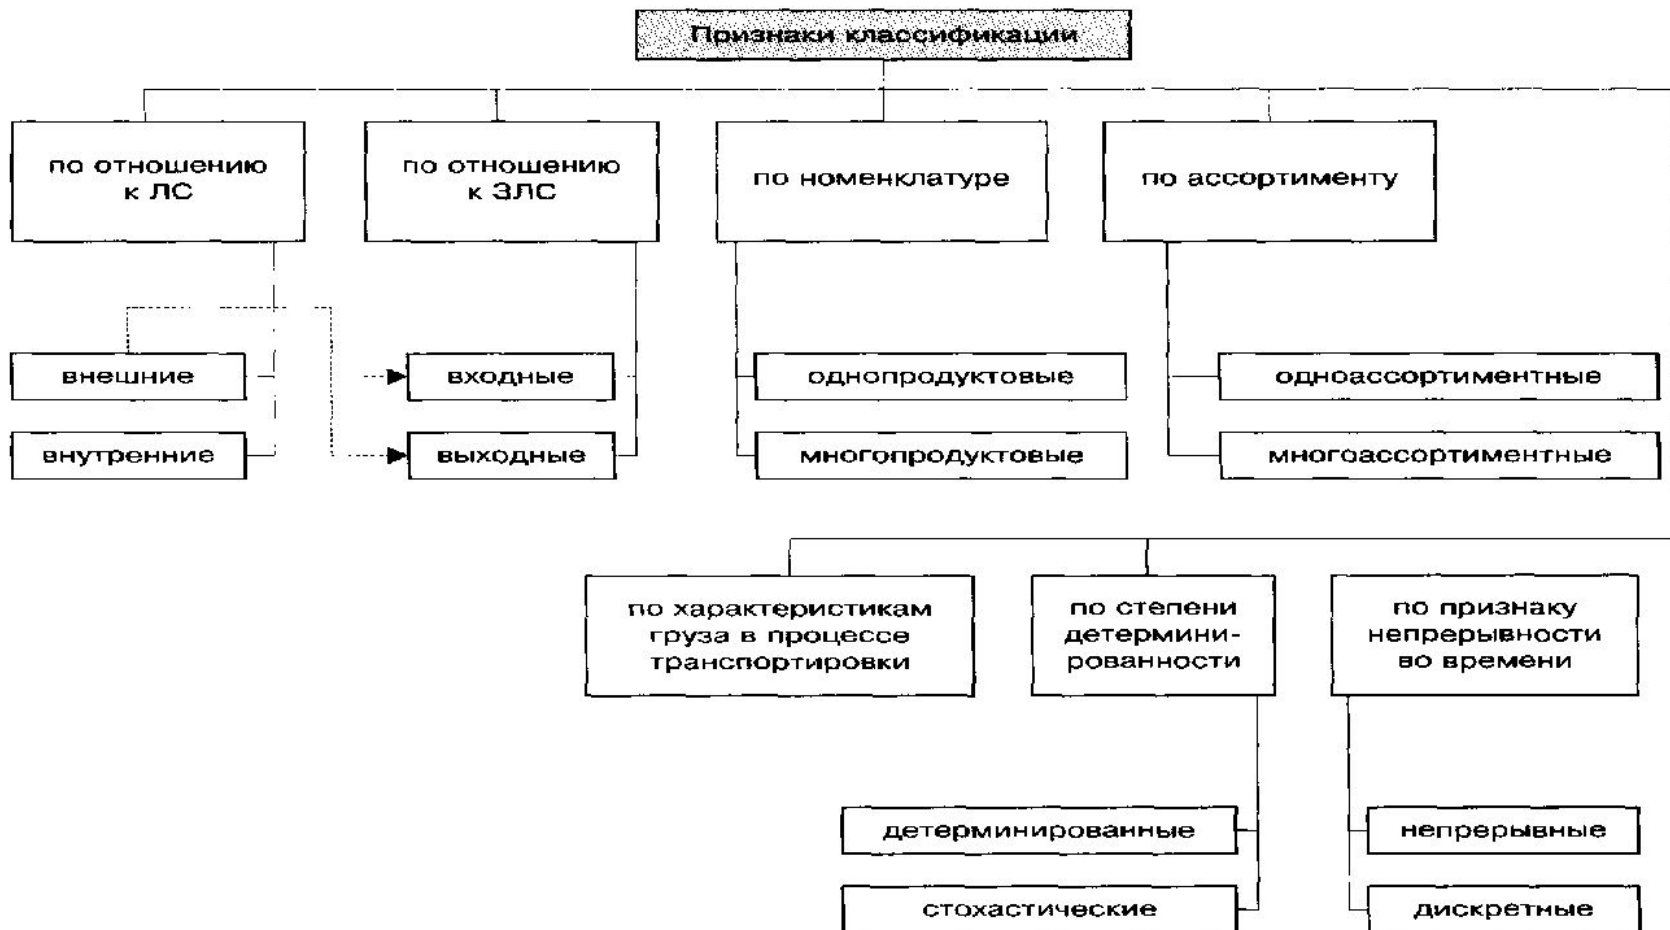 Признаки классификации
по отношению
к ЛС
по отношению
к ЗЛС
по номенклатуре
по ассортименту
внешние
входные
однопродуктовые
одноассортиментные
внутренние
выходные
многопродуктовые
многоассортиментные
по характеристикам
груза в процессе
транспортировки
по степени
детермини-
рованности
по признаку
непрерывности
во времени
детерминированные
непрерывные
стохастические
дискретные